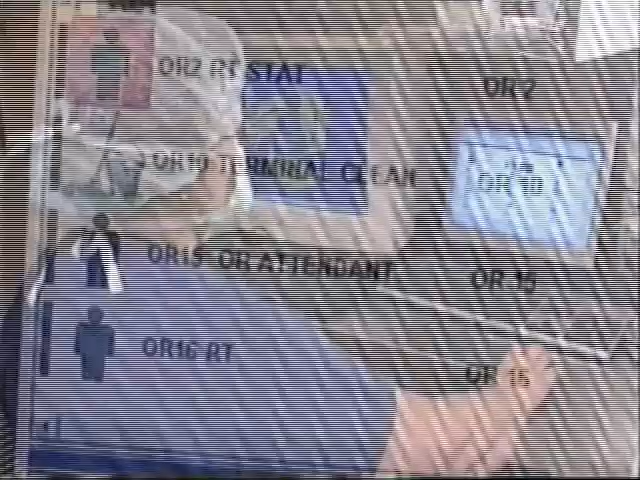 OR2 RT STAT
OR 2
OR10 TERMINAL CLEAN
OR 10
OR15 OR ATTENDANT
OR 15
OR16 RT
OR 16